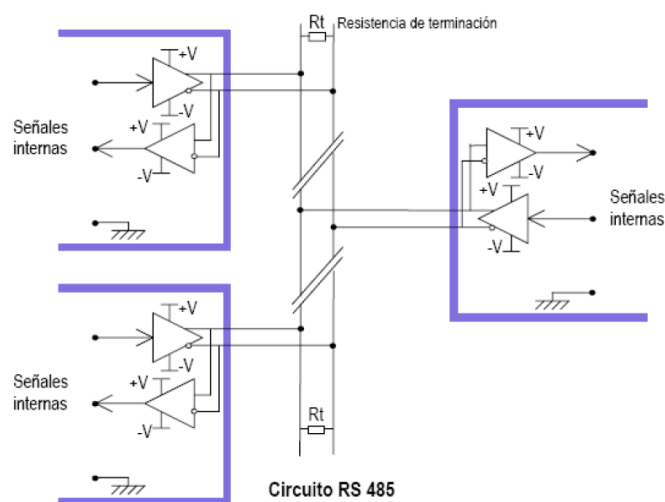 Rt
Resistencia de terminación
+V
-V
Señales
internas
+V
-V
+V
-V
+V
-V
Señales
internas
+V
-V
Señales
internas
+V
-V
Rt
Circuito RS 485